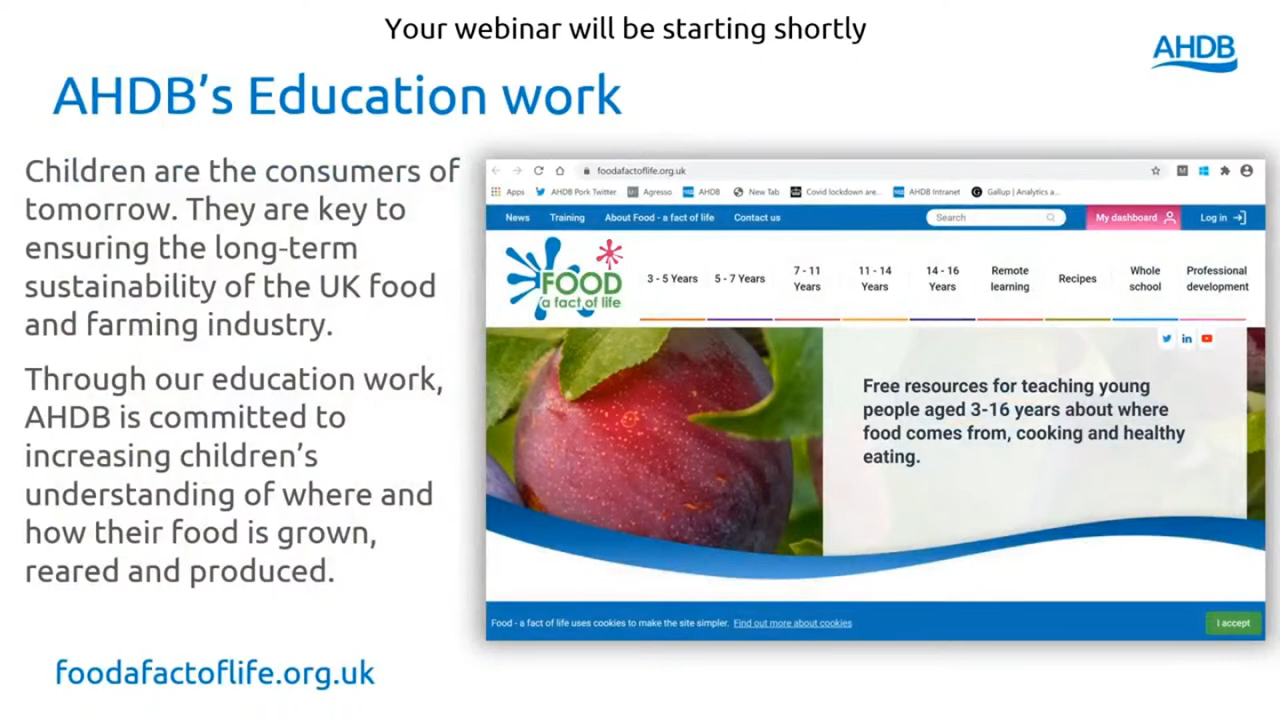 Your webinar will be starting shortly
AHDB
AHDB's Education work
Children are the consumers of
tomorrow. They are key to
ensuring the long-term
sustainability of the UK food
and farming industry.
Through our education work,
AHDB is committed to
increasing children's
understanding of where and
how their food is grown,
reared and produced.
foodafactoflife.org.uk
foodafactoflife.org.uk
Apps AHDB Pork Twitter Agresso AHDB New Tab Covid lockdown are... AHDB Intranet Gallup | Analytics a...
News Training About Food - a fact of life Contact us Search My dashboard Log in
FOOD
a fact of life
3 - 5 Years 5 - 7 Years 7 - 11 Years 11 - 14 Years 14 - 16 Years Remote learning Recipes Whole school Professional development
Free resources for teaching young
people aged 3-16 years about where
food comes from, cooking and healthy
eating.
Food - a fact of life uses cookies to make the site simpler. Find out more about cookies I accept